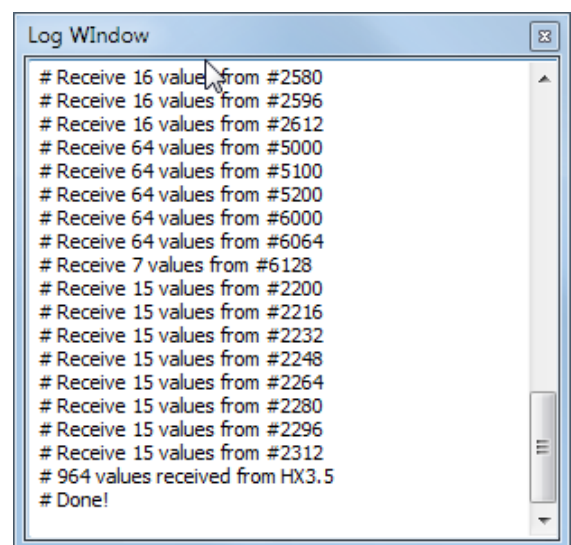 Log WIndow
# Receive 16 values from #2580
# Receive 16 values from #2596
# Receive 16 values from #2612
# Receive 64 values from #5000
# Receive 64 values from #5100
# Receive 64 values from #5200
# Receive 64 values from #6000
# Receive 64 values from #6064
# Receive 7 values from #6128
# Receive 15 values from #2200
# Receive 15 values from #2216
# Receive 15 values from #2232
# Receive 15 values from #2248
# Receive 15 values from #2264
# Receive 15 values from #2280
# Receive 15 values from #2296
# Receive 15 values from #2312
# 964 values received from HX3.5
# Done!